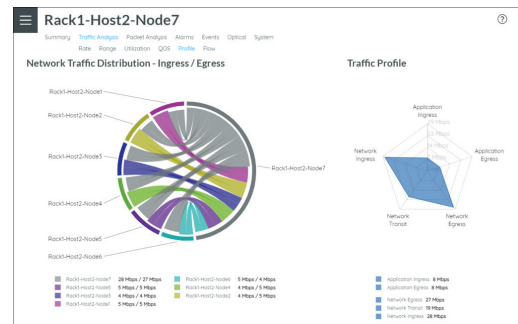 Rack1-Host2-Node7
Summary Traffic Analysis Packet Analysis Alarms Events Optical System
Rate Range Utilization QOS Profile Flow
Network Traffic Distribution - Ingress / Egress
Traffic Profile
Rack1-Host2-Node1
Rack1-Host2-Node2
Rack1-Host2-Node3
Rack1-Host2-Node4
Rack1-Host2-Node5
Rack1-Host2-Node6
Rack1-Host2-Node7
Application Ingress
Application Egress
Network Egress
Network Transit
Network Ingress
Rack1-Host2-Node7 28 Mbps / 27 Mbps
Rack1-Host2-Node5 5 Mbps / 5 Mbps
Rack1-Host2-Node3 4 Mbps / 4 Mbps
Rack1-Host2-Node1 5 Mbps / 5 Mbps
Rack1-Host2-Node6 5 Mbps / 4 Mbps
Rack1-Host2-Node4 4 Mbps / 5 Mbps
Rack1-Host2-Node2 4 Mbps / 5 Mbps
Application Ingress 8 Mbps
Application Egress 8 Mbps
Network Egress 27 Mbps
Network Transit 19 Mbps
Network Ingress 28 Mbps